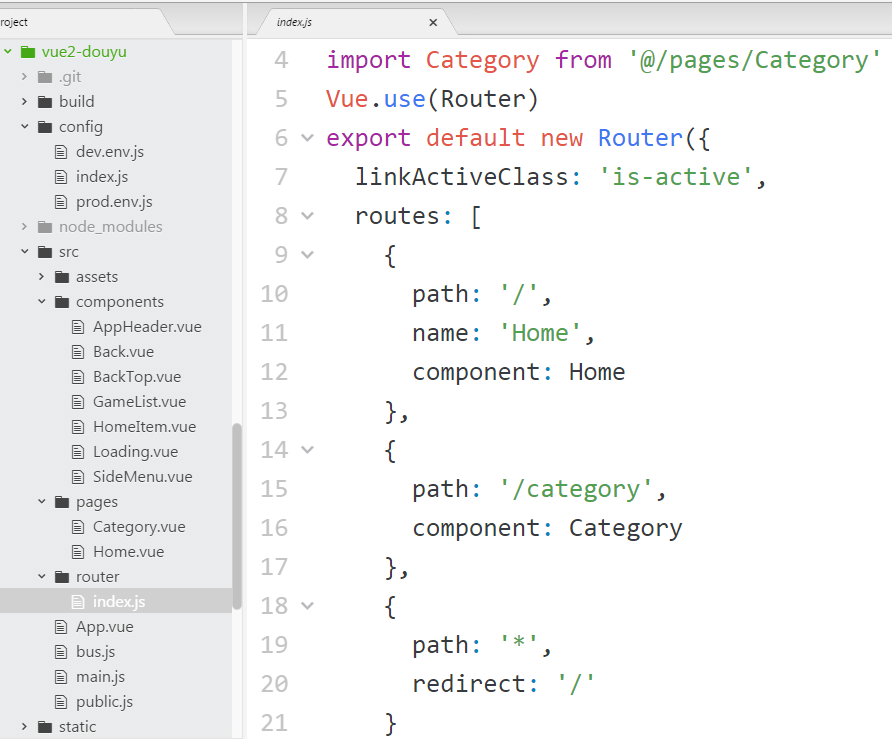 roject
vue2-douyu
.git
build
config
dev.env.js
index.js
prod.env.js
node_modules
src
assets
components
AppHeader.vue
Back.vue
BackTop.vue
GameList.vue
HomeItem.vue
Loading.vue
SideMenu.vue
pages
Category.vue
Home.vue
router
index.js
App.vue
bus.js
main.js
public.js
static
index.js ×
4 import Category from '@/pages/Category'
5 Vue.use(Router)
6 export default new Router({
7 linkActiveClass: 'is-active',
8 routes: [
9 {
10 path: '/',
11 name: 'Home',
12 component: Home
13 },
14 {
15 path: '/category',
16 component: Category
17 },
18 {
19 path: '*',
20 redirect: '/'
21 }